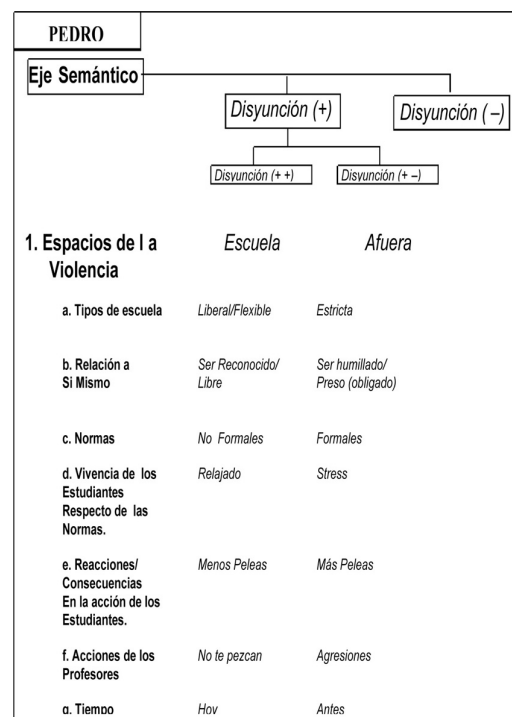 PEDRO
Eje Semántico
Disyunción (+)
Disyunción ( –)
Disyunción (+ +)
Disyunción (+ –)
1. Espacios de l a Escuela Afuera
Violencia
a. Tipos de escuela Liberal/Flexible Estricta
b. Relación a Ser Reconocido/ Ser humillado/
Si Mismo Libre Preso (obligado)
c. Normas No Formales Formales
d. Vivencia de los Relajado Stress
Estudiantes
Respecto de las
Normas.
e. Reacciones/ Menos Peleas Más Peleas
Consecuencias
En la acción de los
Estudiantes.
f. Acciones de los No te pezcan Agresiones
Profesores
g. Tiempo Hoy Antes